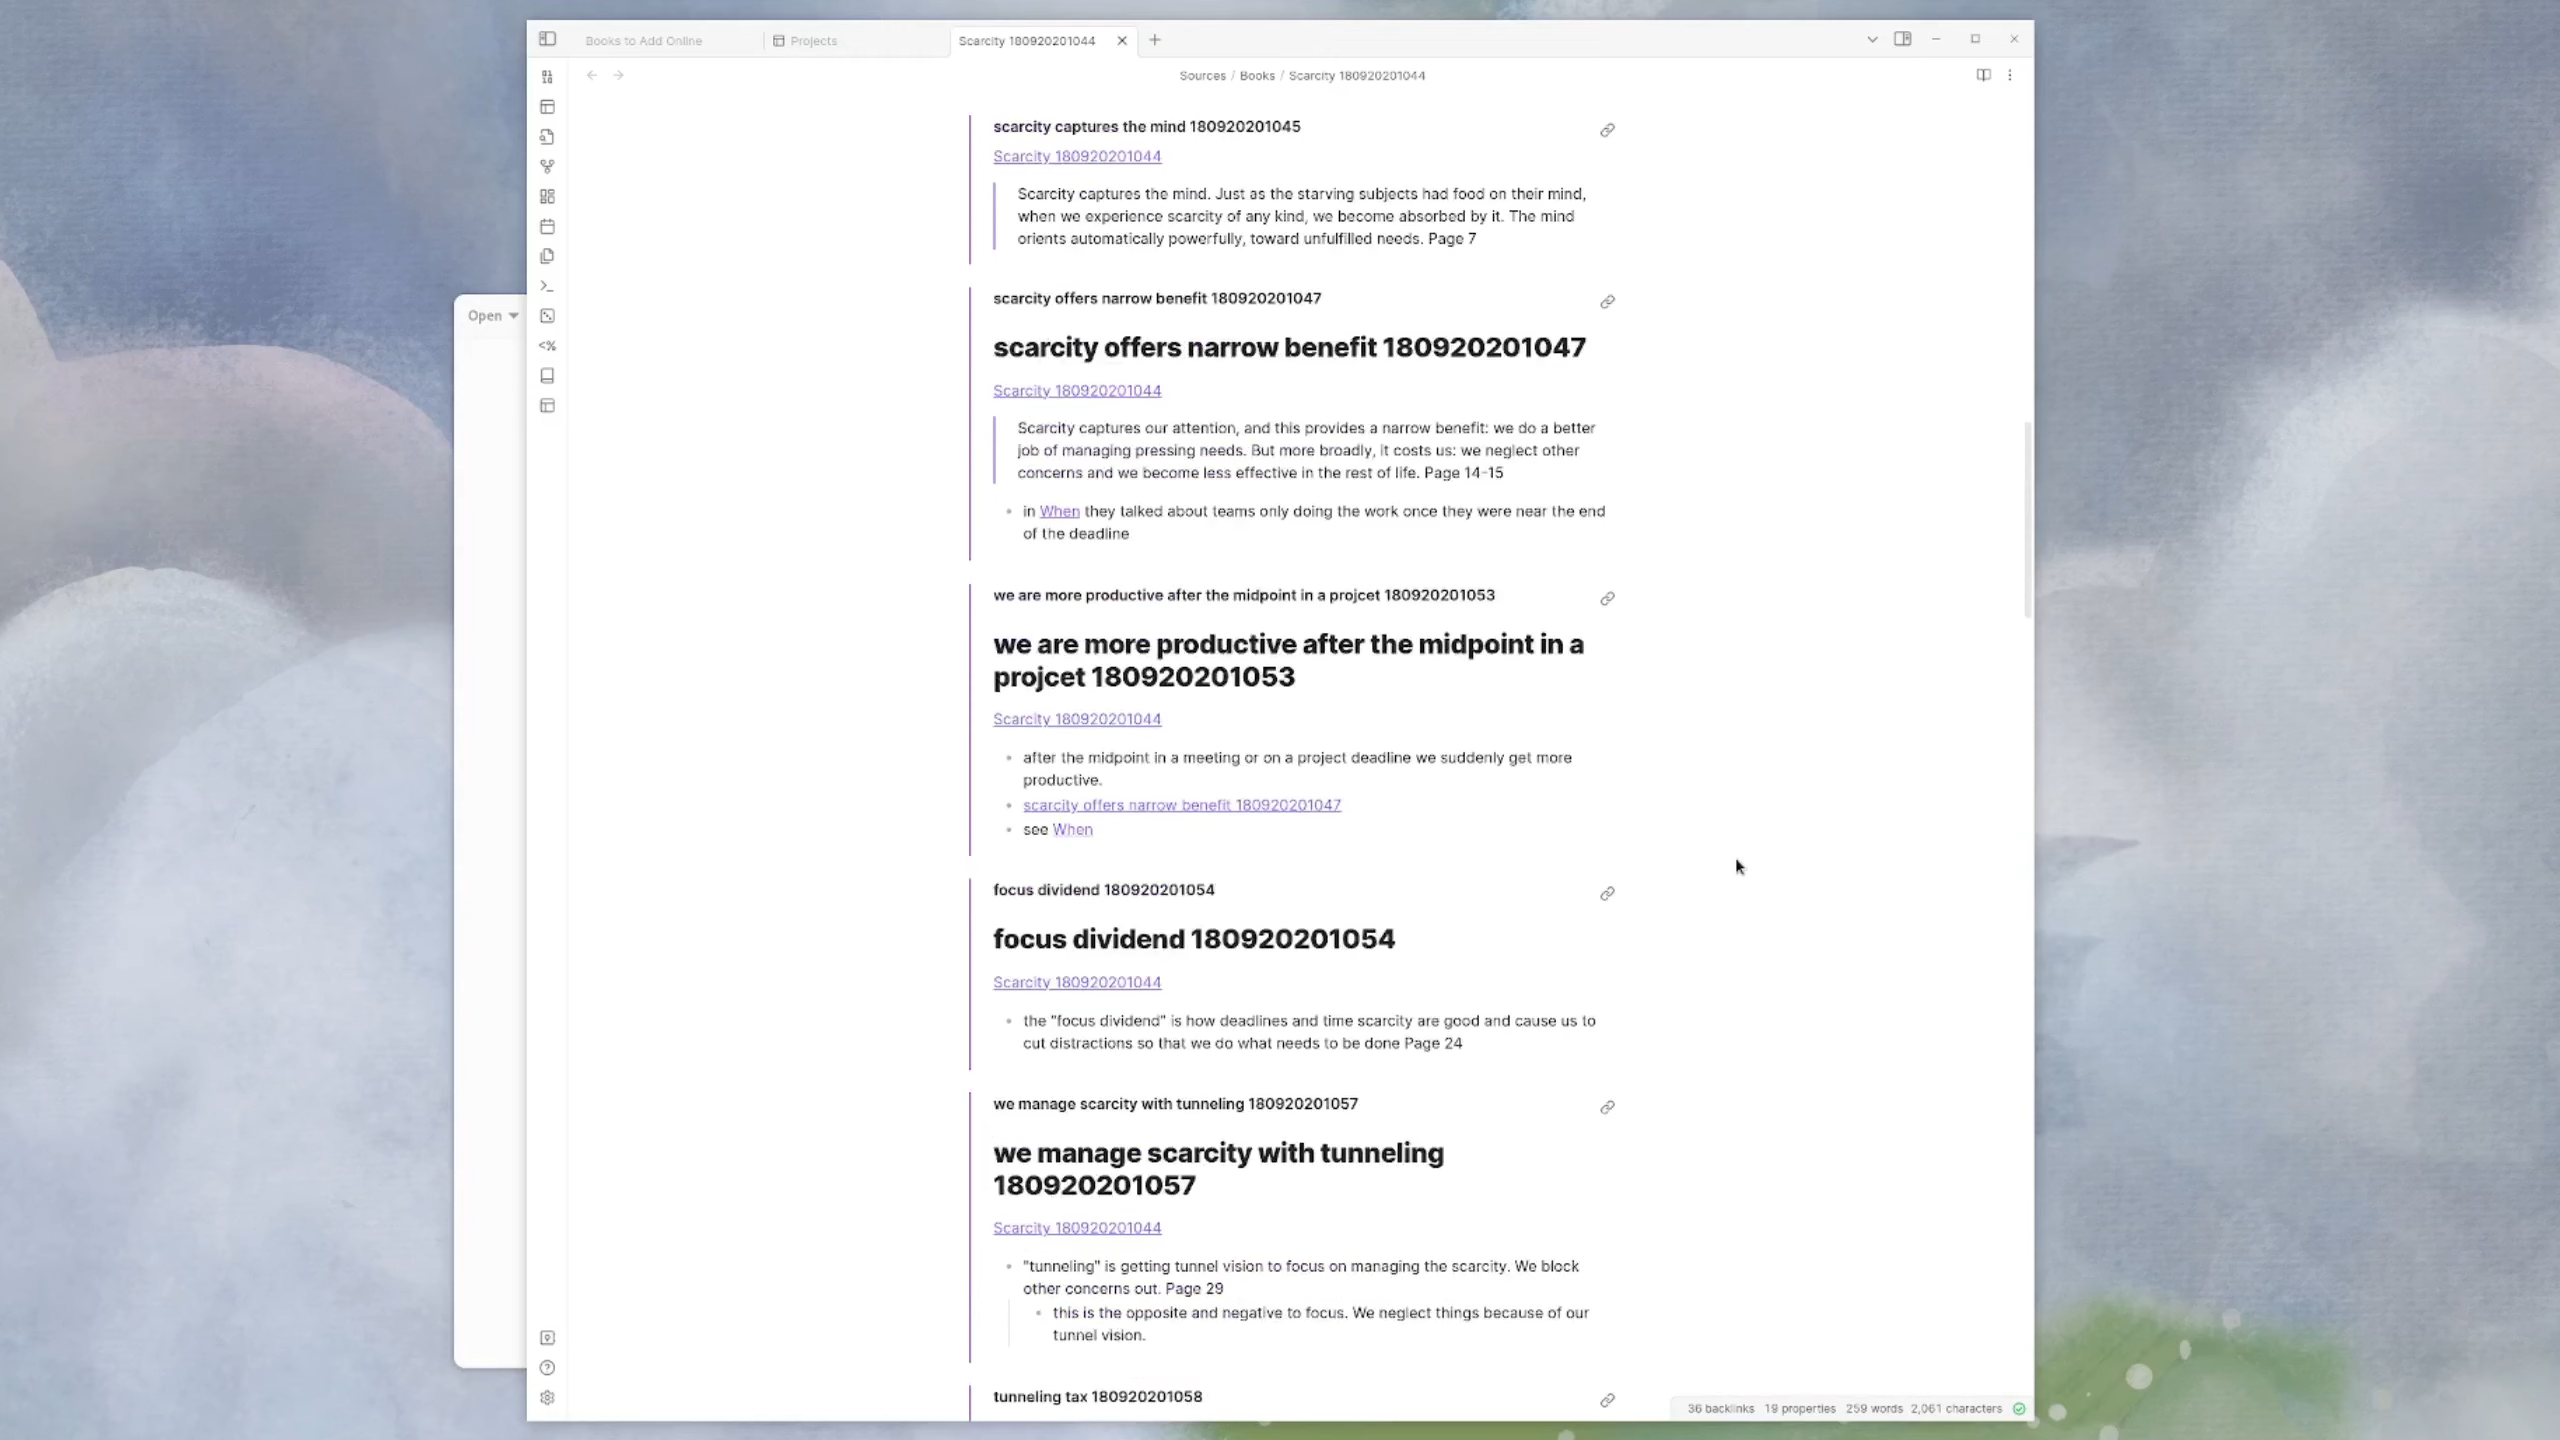 Books to Add Online
Projects
Scarcity 180920201044
Sources / Books / Scarcity 180920201044
Open
<%
scarcity captures the mind 180920201045
Scarcity 180920201044
Scarcity captures the mind. Just as the starving subjects had food on their mind,
when we experience scarcity of any kind, we become absorbed by it. The mind
orients automatically powerfully, toward unfulfilled needs. Page 7
scarcity offers narrow benefit 180920201047
scarcity offers narrow benefit 180920201047
Scarcity 180920201044
Scarcity captures our attention, and this provides a narrow benefit: we do a better
job of managing pressing needs. But more broadly, it costs us: we neglect other
concerns and we become less effective in the rest of life. Page 14-15
in When they talked about teams only doing the work once they were near the end
of the deadline
we are more productive after the midpoint in a projcet 180920201053
we are more productive after the midpoint in a
projcet 180920201053
Scarcity 180920201044
after the midpoint in a meeting or on a project deadline we suddenly get more
productive.
scarcity offers narrow benefit 180920201047
see When
focus dividend 180920201054
focus dividend 180920201054
Scarcity 180920201044
the "focus dividend" is how deadlines and time scarcity are good and cause us to
cut distractions so that we do what needs to be done Page 24
we manage scarcity with tunneling 180920201057
we manage scarcity with tunneling
180920201057
Scarcity 180920201044
"tunneling" is getting tunnel vision to focus on managing the scarcity. We block
other concerns out. Page 29
this is the opposite and negative to focus. We neglect things because of our
tunnel vision.
tunneling tax 180920201058
36 backlinks 19 properties 259 words 2,061 characters